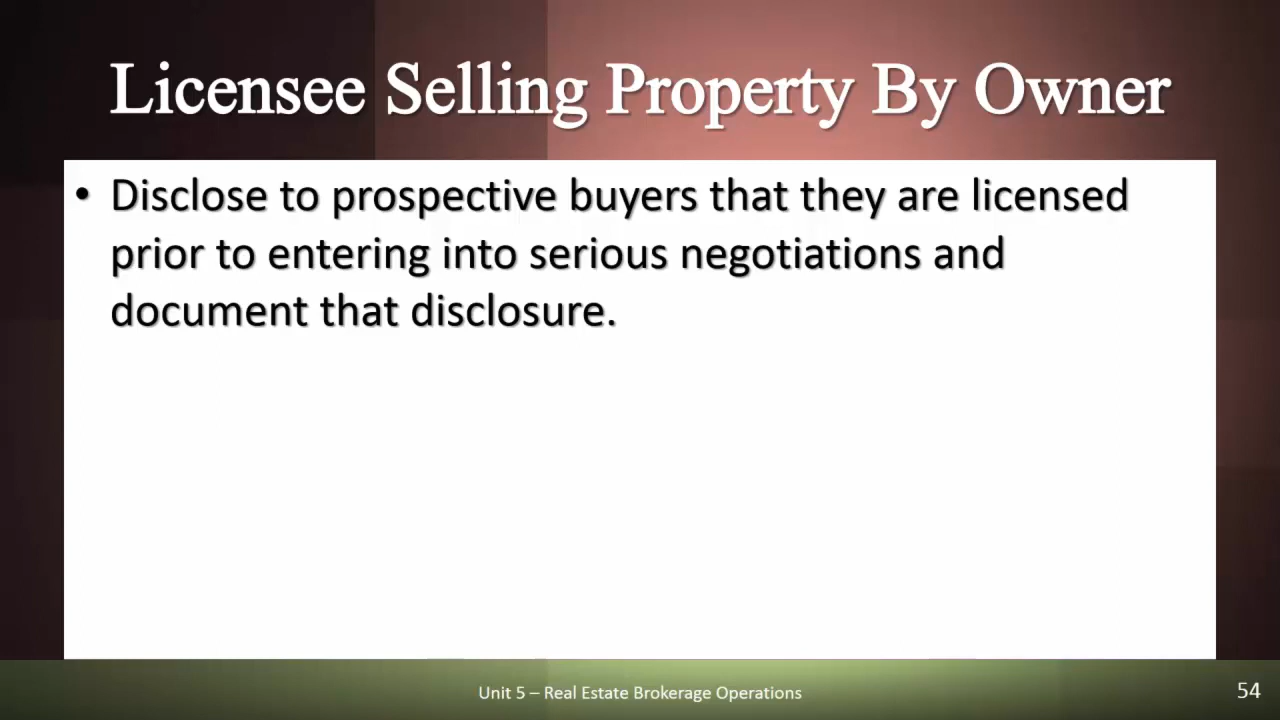 Licensee Selling Property By Owner
• Disclose to prospective buyers that they are licensed
prior to entering into serious negotiations and
document that disclosure.
Unit 5 – Real Estate Brokerage Operations
54